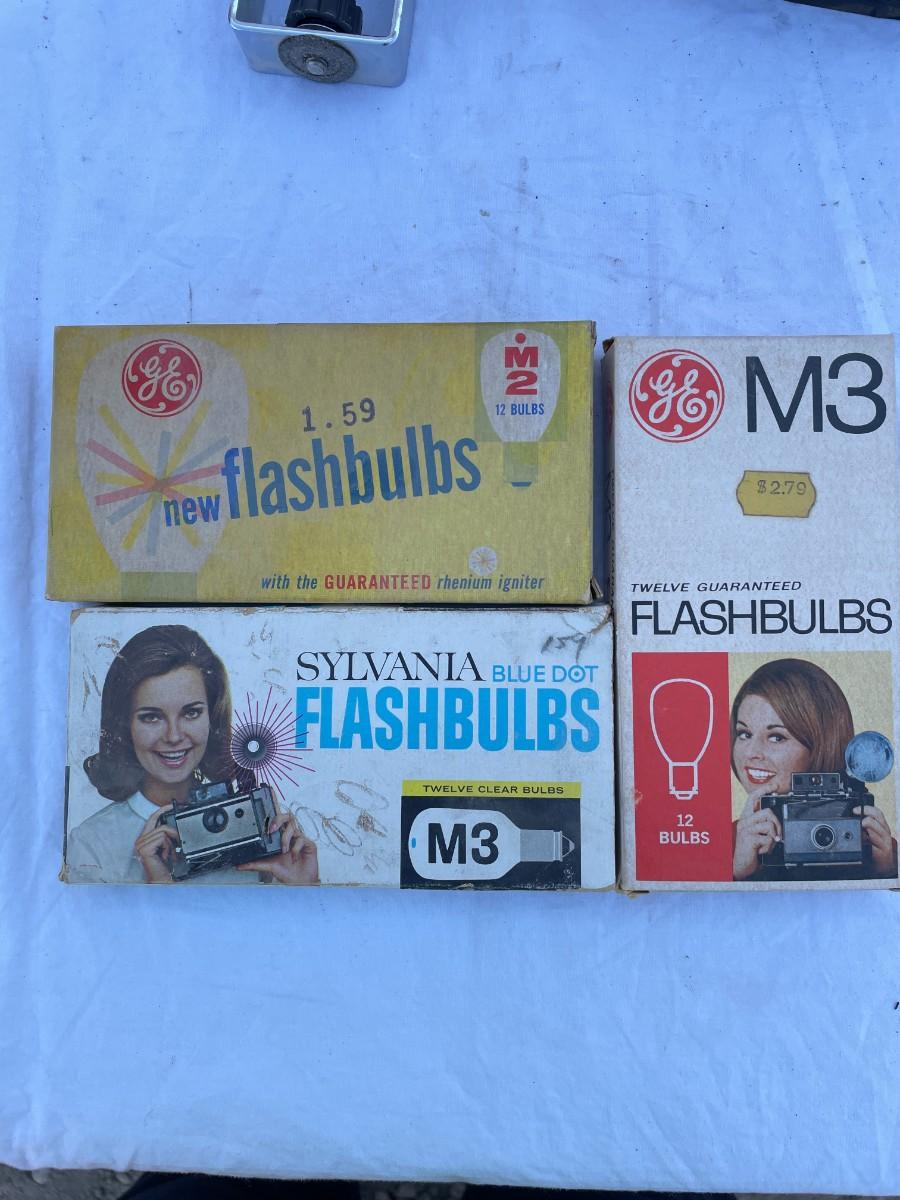 GE
M
2
12 BULBS
1.59
new flashbulbs
with the GUARANTEED rhenium igniter
SYLVANIA BLUE DOT
FLASHBULBS
159
TWELVE CLEAR BULBS
M3
GE M3
$2.79
TWELVE GUARANTEED
FLASHBULBS
12
BULBS